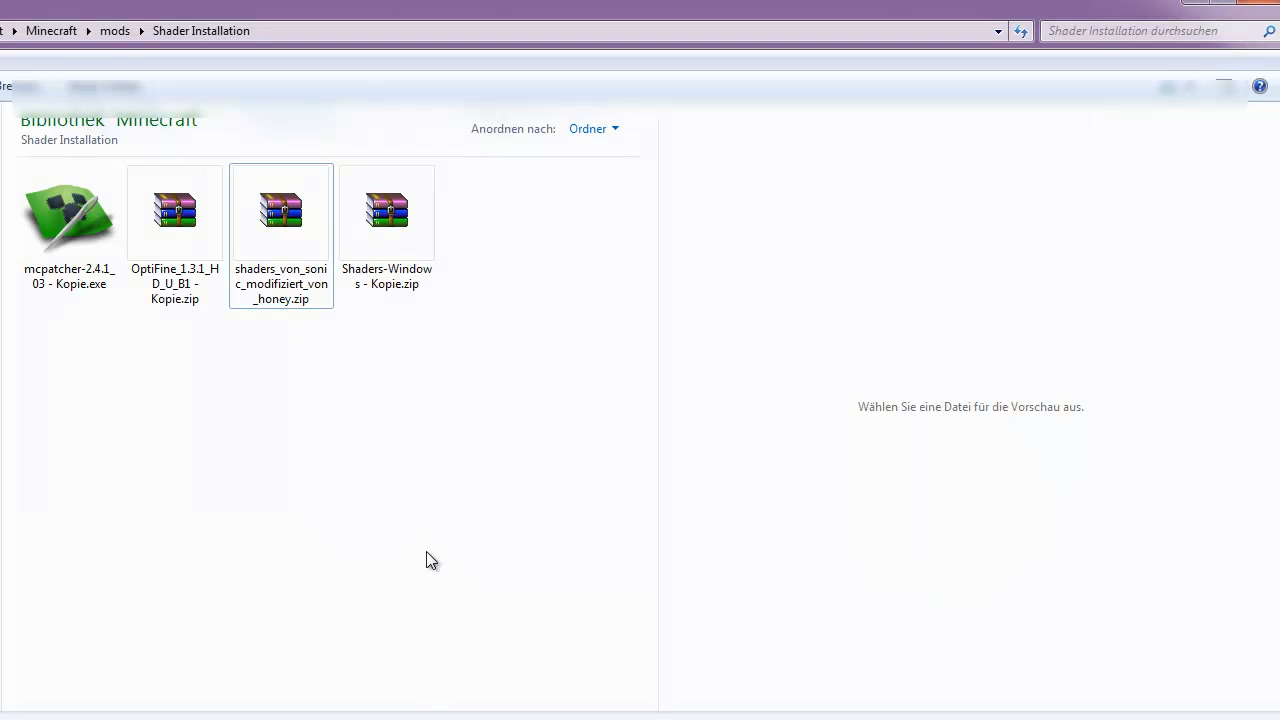 Minecraft mods Shader Installation
Shader Installation durchsuchen
Bibliothek "Minecraft"
Shader Installation
Anordnen nach: Ordner
mcpatcher-2.4.1_
03 - Kopie.exe
OptiFine_1.3.1_H
D_U_B1 -
Kopie.zip
shaders_von_soni
c_modifiziert_von
_honey.zip
Shaders-Window
s - Kopie.zip
Wählen Sie eine Datei für die Vorschau aus.